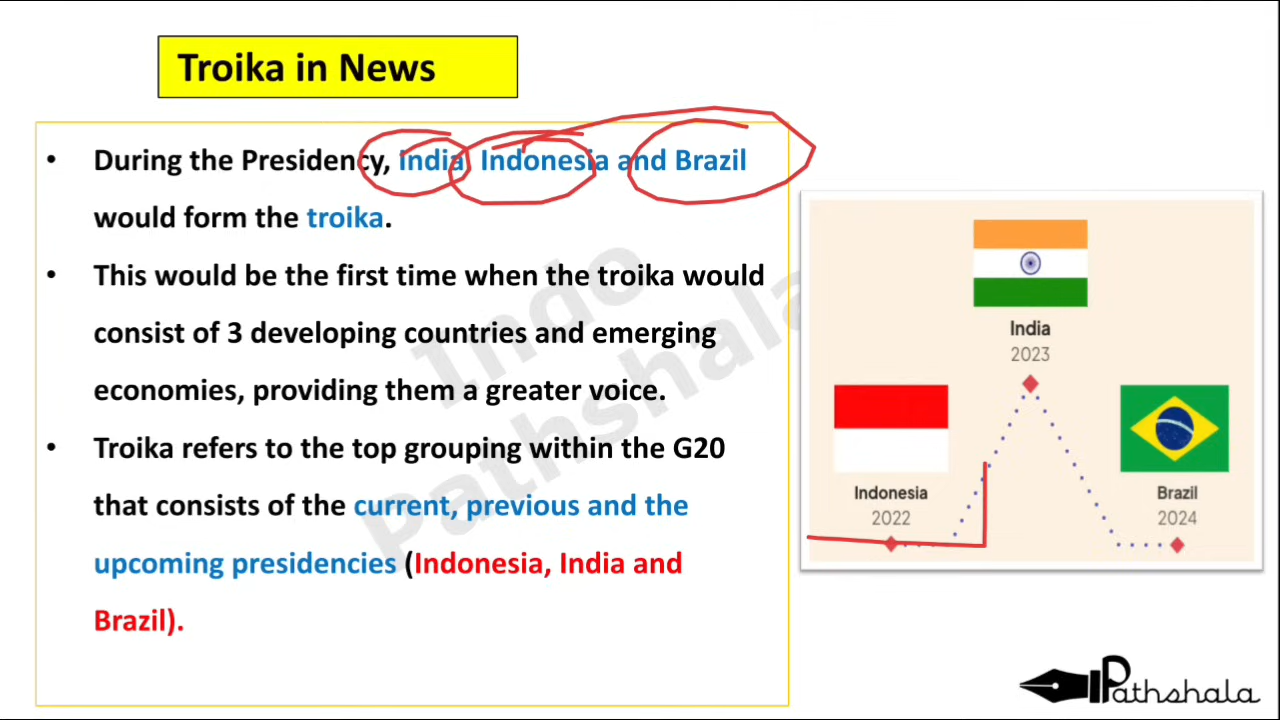 Troika in News
• During the Presidency, India Indonesia and Brazil
would form the troika.
• This would be the first time when the troika would
consist of 3 developing countries and emerging
economies, providing them a greater voice.
• Troika refers to the top grouping within the G20
that consists of the current, previous and the
upcoming presidencies (Indonesia, India and
Brazil).
India
2023
Indonesia
2022
Brazil
2024
Indo
Pathshala
Pathshala